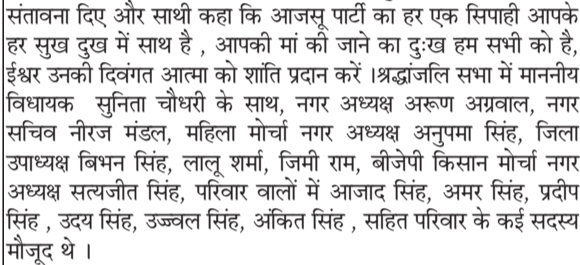 संतावना दिए और साथी कहा कि आजसू पार्टी का हर एक सिपाही आपके
हर सुख दुख में साथ है , आपकी मां की जाने का दुःख हम सभी को है,
ईश्वर उनकी दिवंगत आत्मा को शांति प्रदान करें ।श्रद्धांजलि सभा में माननीय
विधायक सुनिता चौधरी के साथ, नगर अध्यक्ष अरूण अग्रवाल, नगर
सचिव नीरज मंडल, महिला मोर्चा नगर अध्यक्ष अनुपमा सिंह, जिला
उपाध्यक्ष बिभन सिंह, लालू शर्मा, जिमी राम, बीजेपी किसान मोर्चा नगर
अध्यक्ष सत्यजीत सिंह, परिवार वालों में आजाद सिंह, अमर सिंह, प्रदीप
सिंह , उदय सिंह, उज्ज्वल सिंह, अंकित सिंह , सहित परिवार के कई सदस्य
मौजूद थे ।